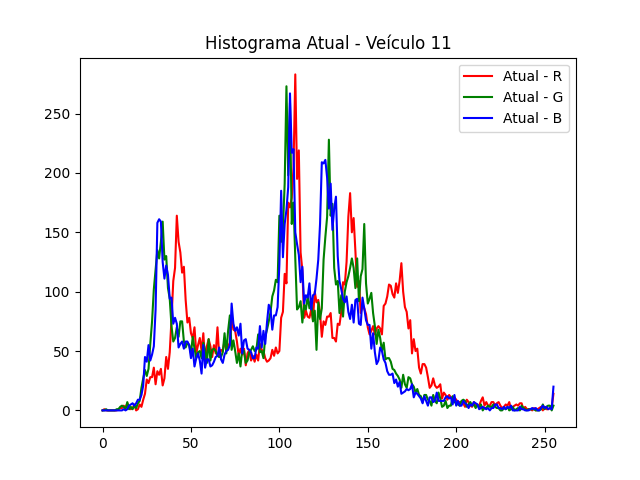 Histograma Atual - Veículo 11
Atual - R
Atual - G
Atual - B
250
200
150
100
50
0
0 50 100 150 200 250